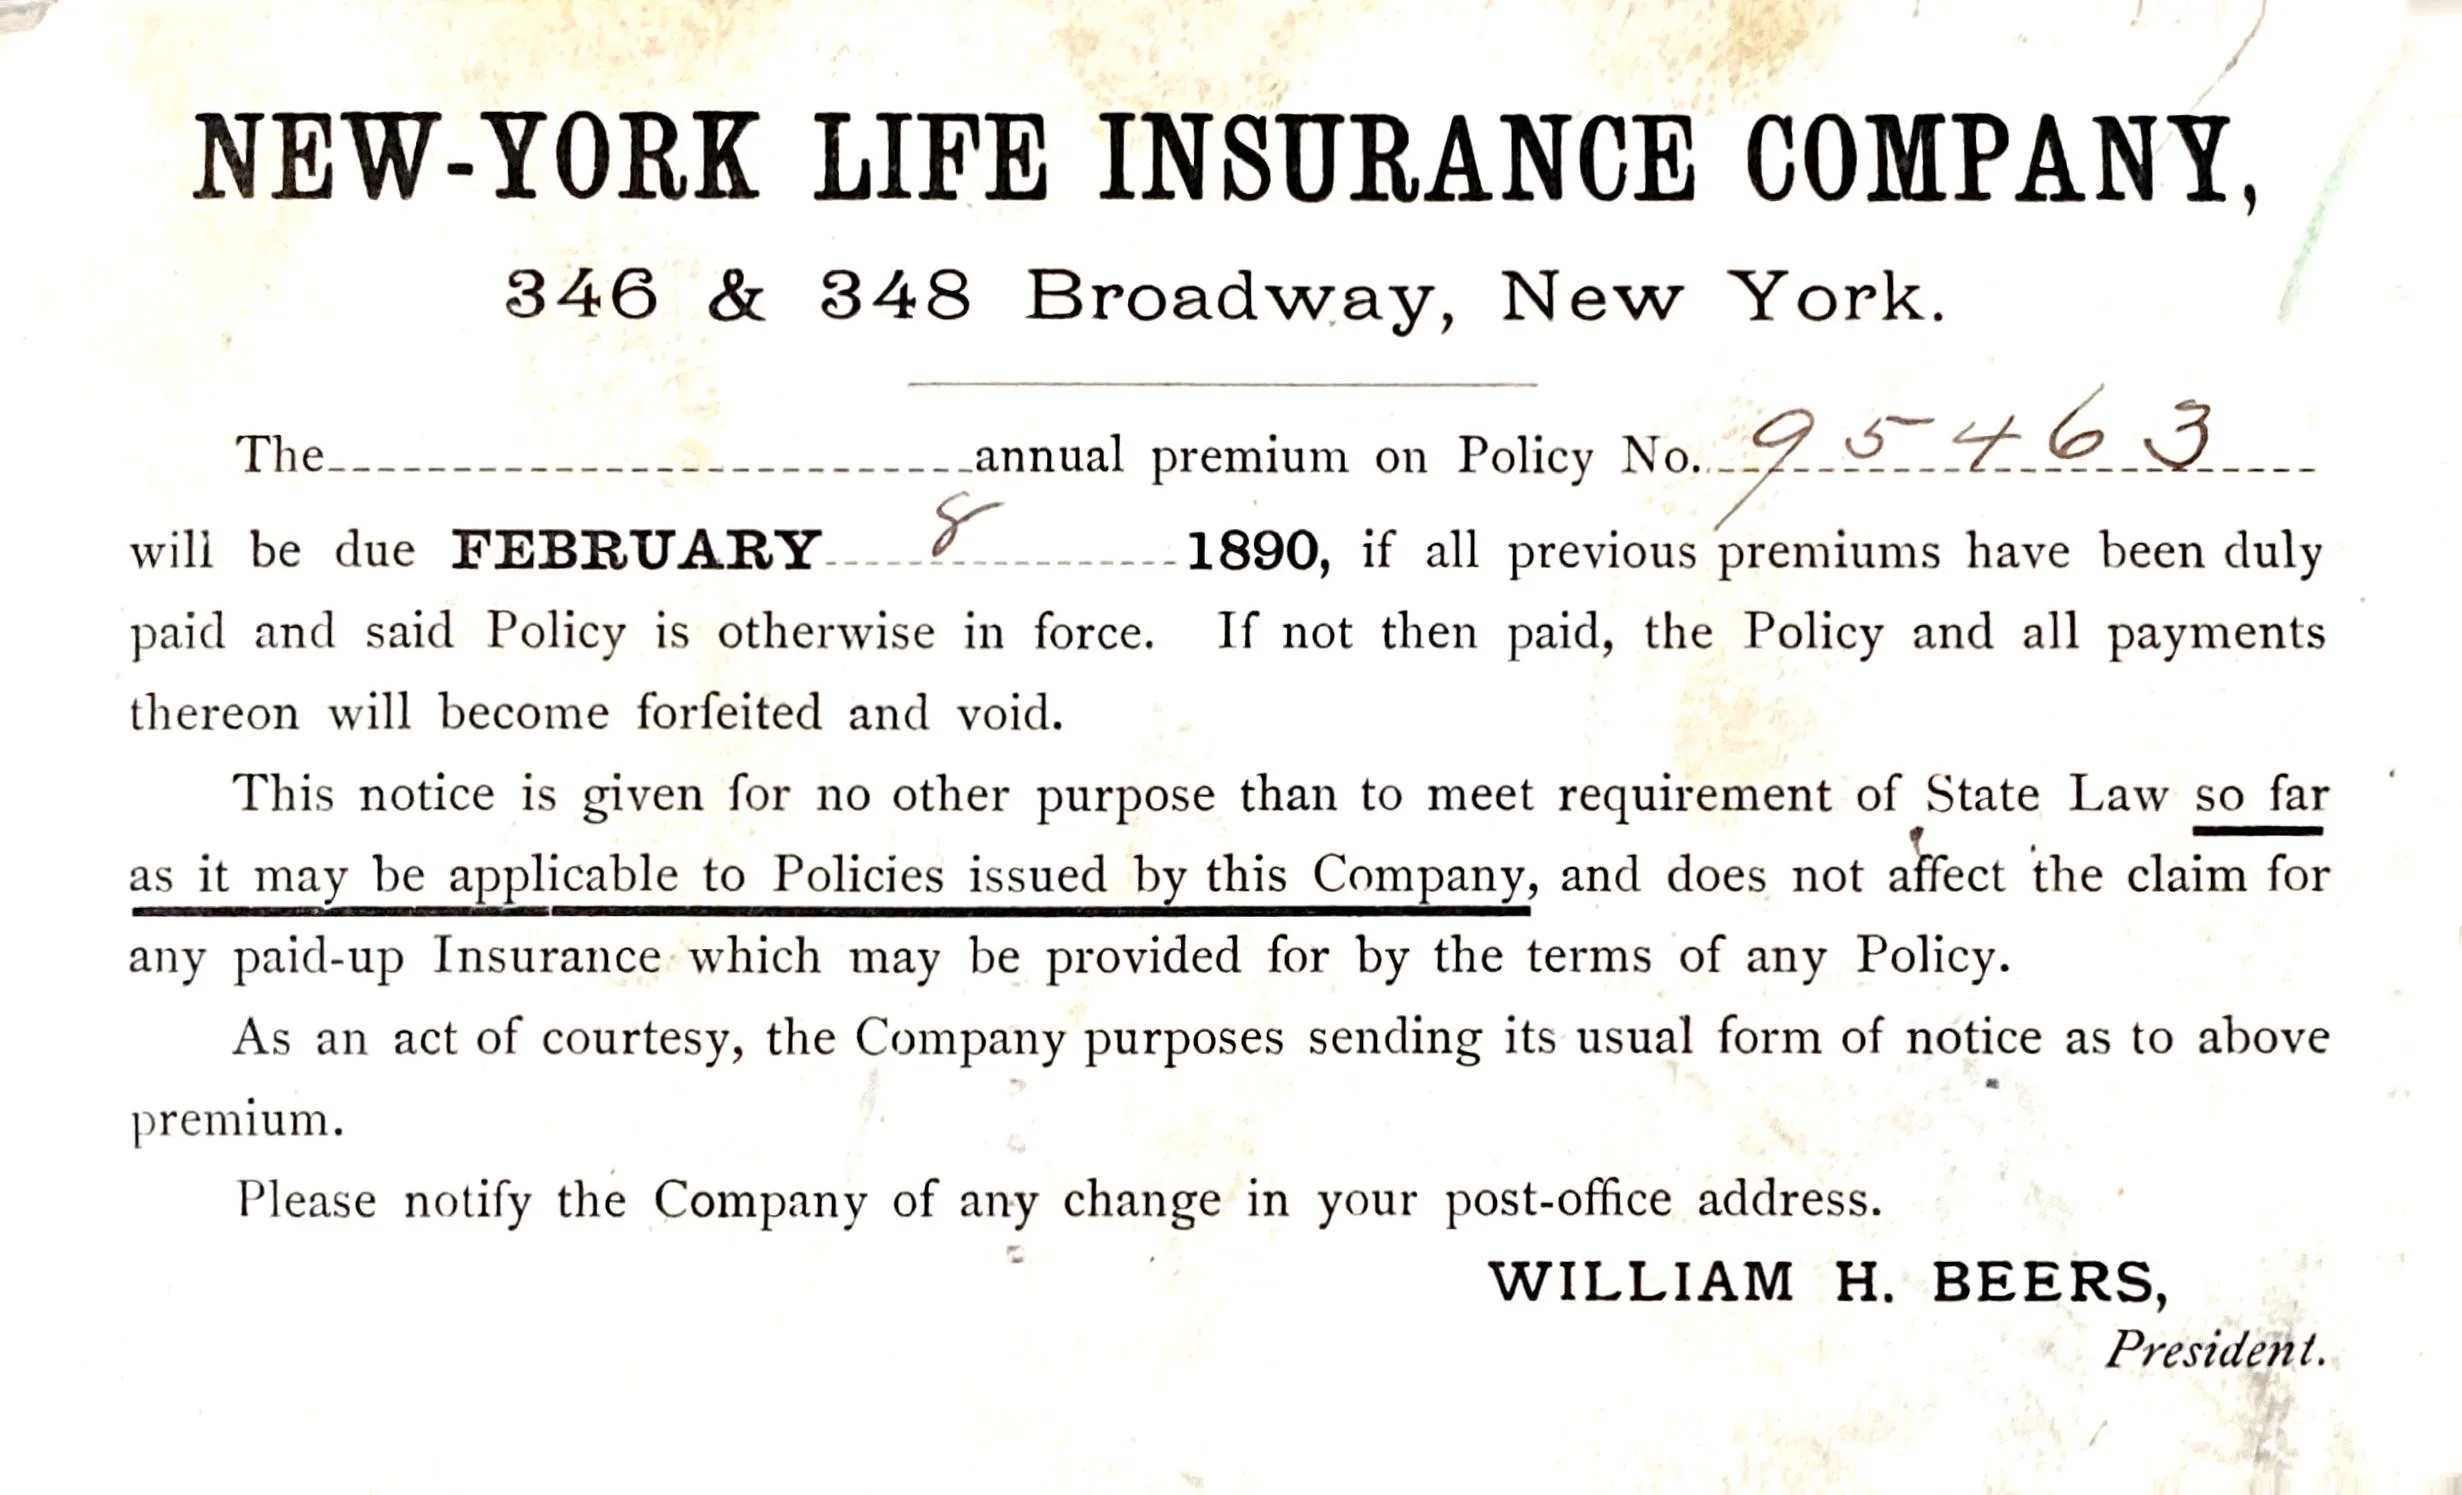 NEW-YORK LIFE INSURANCE COMPANY,
346 & 348 Broadway, New York.
The annual premium on Policy No. 95463
will be due FEBRUARY 8 1890, if all previous premiums have been duly
paid and said Policy is otherwise in force. If not then paid, the Policy and all payments
thereon will become forfeited and void.
This notice is given for no other purpose than to meet requirement of State Law so far
as it may be applicable to Policies issued by this Company, and does not affect the claim for
any paid-up Insurance which may be provided for by the terms of any Policy.
As an act of courtesy, the Company purposes sending its usual form of notice as to above
premium.
Please notify the Company of any change in your post-office address.
WILLIAM H. BEERS,
President.